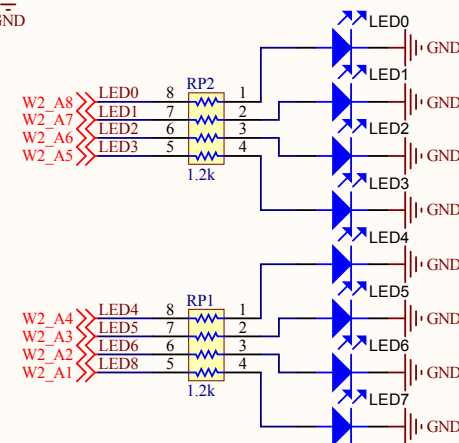 GND
LED0
GND
RP2
LED1
W2_A8 LED0 8 1 GND
W2_A7 LED1 7 2
W2_A6 LED2 6 3 LED2
W2_A5 LED3 5 4 GND
1.2k
LED3
GND
LED4
GND
RP1
LED5
W2_A4 LED4 8 1 GND
W2_A3 LED5 7 2
W2_A2 LED6 6 3 LED6
W2_A1 LED8 5 4 GND
1.2k
LED7
GND